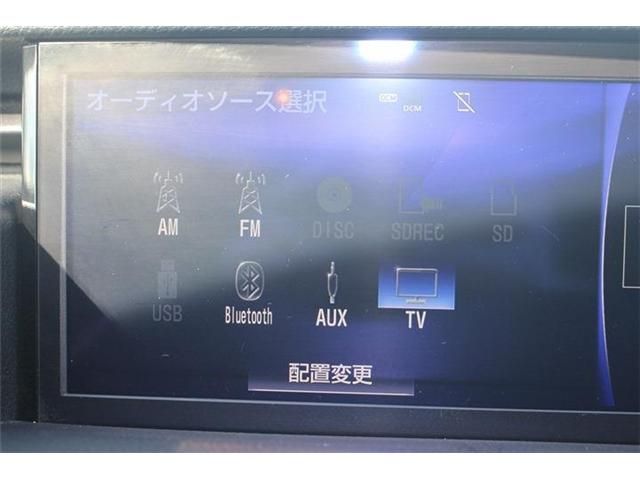 オーディオソース選択
DCM DCM
AM FM DISC SDREC SD
USB Bluetooth AUX TV
配置変更